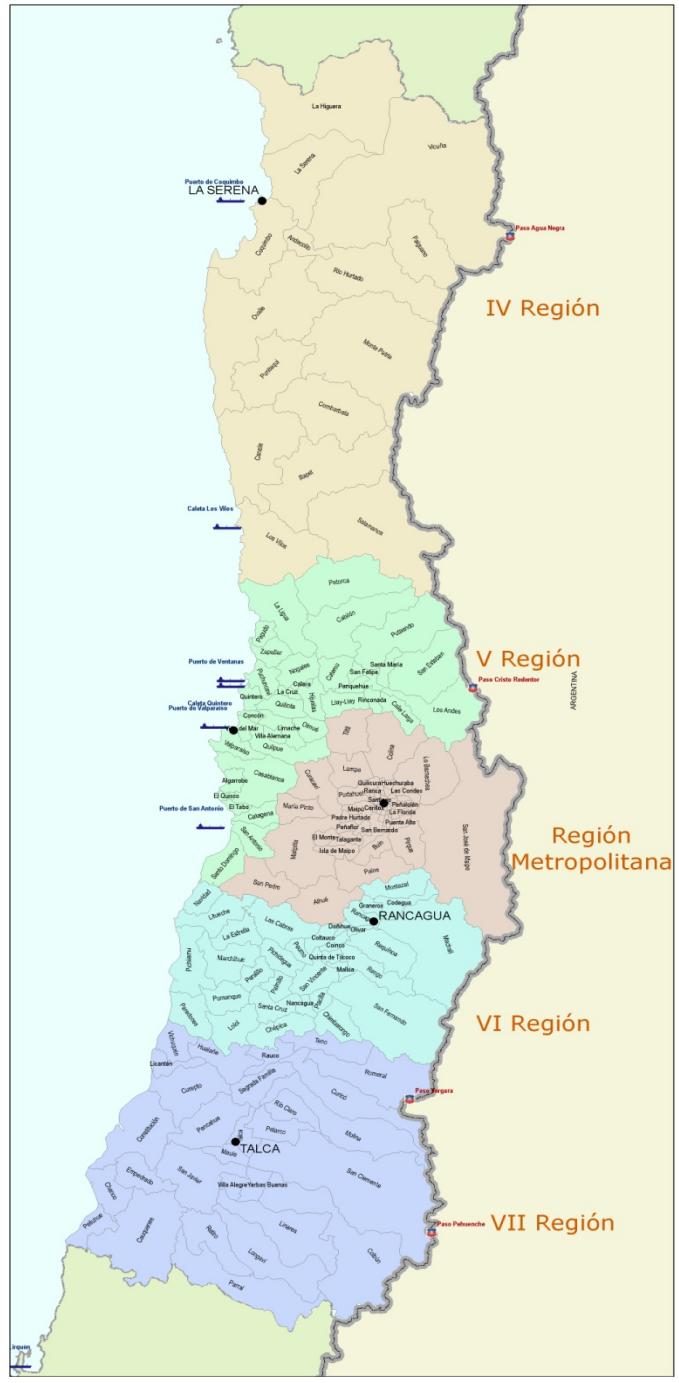 La Higuera
Vicuña
La Serena
Puerto de Coquimbo
LA SERENA
Paso Agua Negra
Coquimbo
Andacollo
Paiguano
Río Hurtado
IV Región
Ovalle
Monte Patria
Punitaqui
Combarbala
Canela
Illapel
Caleta Los Vilos
Salamanca
Los Vilos
Petorca
La Ligua
Cabildo
Papudo
Putaendo
Zapallar
V Región
Puerto de Ventanas
Puchuncaví
Nogales
Catemu
Santa María
San Esteban
San Felipe
Calera
Panquehue
Paso Cristo Redentor
ARGENTINA
Quintero
La Cruz
Hijuelas
Llay-Llay
Rinconada
Calle Larga
Los Andes
Caleta Quintero
Puerto de Valparaíso
Quillota
Concón
del Mar
Limache
Olmué
Villa Alemana
Valparaíso
Quilpue
Tiltil
Colina
Lo Barnechea
Casablanca
Curacaví
Lampa
Algarrobo
Quilicura
Huechuraba
El Quisco
Pudahuel
Renca
Las Condes
Región
Metropolitana
El Tabo
María Pinto
Peñalolén
Maipú
Cerrillos
La Florida
Puerto de San Antonio
Cartagena
Padre Hurtado
Puente Alto
Peñaflor
San Bernardo
San Antonio
El Monte
Talagante
Melipilla
Isla de Maipo
Buin
Pirque
San José de Maipo
Santo Domingo
Paine
San Pedro
Alhué
Navidad
Mostazal
Graneros
Codegua
Litueche
Las Cabras
RANCAGUA
Doñihue
Olivar
La Estrella
Coltauco
Machalí
Pichilemu
Coinco
Marchihue
Pichidegua
Peumo
Requínoa
Quinta de Tilcoco
Peralillo
Palmilla
San Vincente
Malloa
Rengo
Pumanque
Nancagua
Placilla
Paredones
Santa Cruz
San Fernando
Lolol
Chépica
Chimbarongo
VI Región
Vichuquén
Hualañe
Teno
Rauco
Licantén
Romeral
Sagrada Familia
Curepto
Curicó
Paso Vergara
Río Claro
Constitución
Pencahue
Pelarco
Molina
TALCA
Maule
Empedrado
San Javier
San Clemente
Chanco
Villa Alegre
Yerbas Buenas
Pelluhue
Cauquenes
VII Región
Paso Pehuenche
Retiro
Linares
Longaví
Colbún
Parral